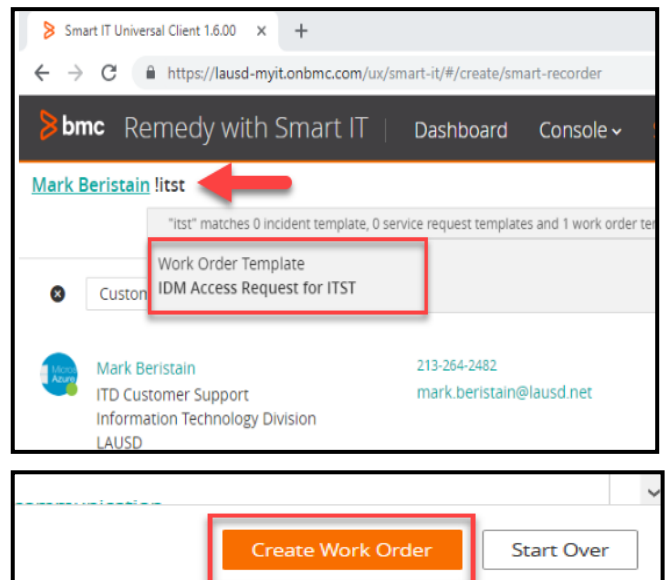 Smart IT Universal Client 1.6.00 × +
https://lausd-myit.onbmc.com/ux/smart-it/#/create/smart-recorder
bmc Remedy with Smart IT | Dashboard Console
Mark Beristain !itst
"itst" matches 0 incident template, 0 service request templates and 1 work order
Work Order Template
IDM Access Request for ITST
Mark Beristain 213-264-2482
ITD Customer Support mark.beristain@lausd.net
Information Technology Division
LAUSD
Create Work Order Start Over